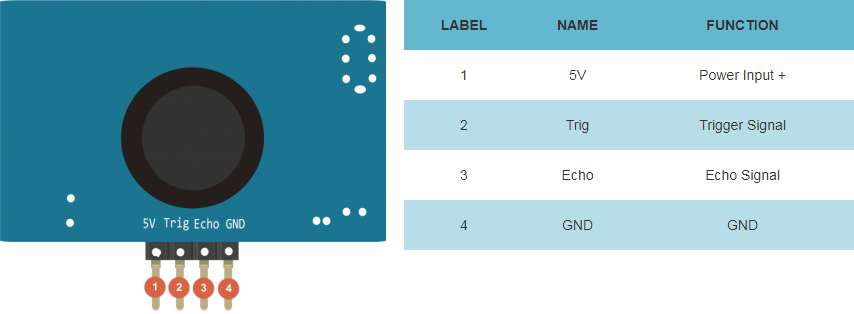 5V Trig Echo GND
1 2 3 4
LABEL NAME FUNCTION
1 5V Power Input +
2 Trig Trigger Signal
3 Echo Echo Signal
4 GND GND